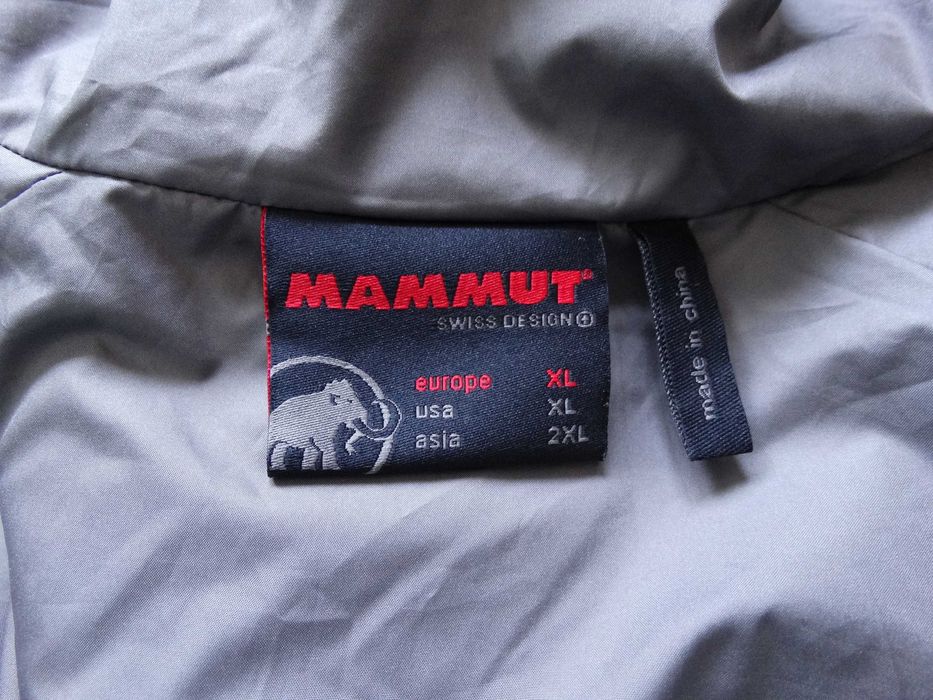 MAMMUT®
SWISS DESIGN
europe XL
usa XL
asia 2XL
made in china